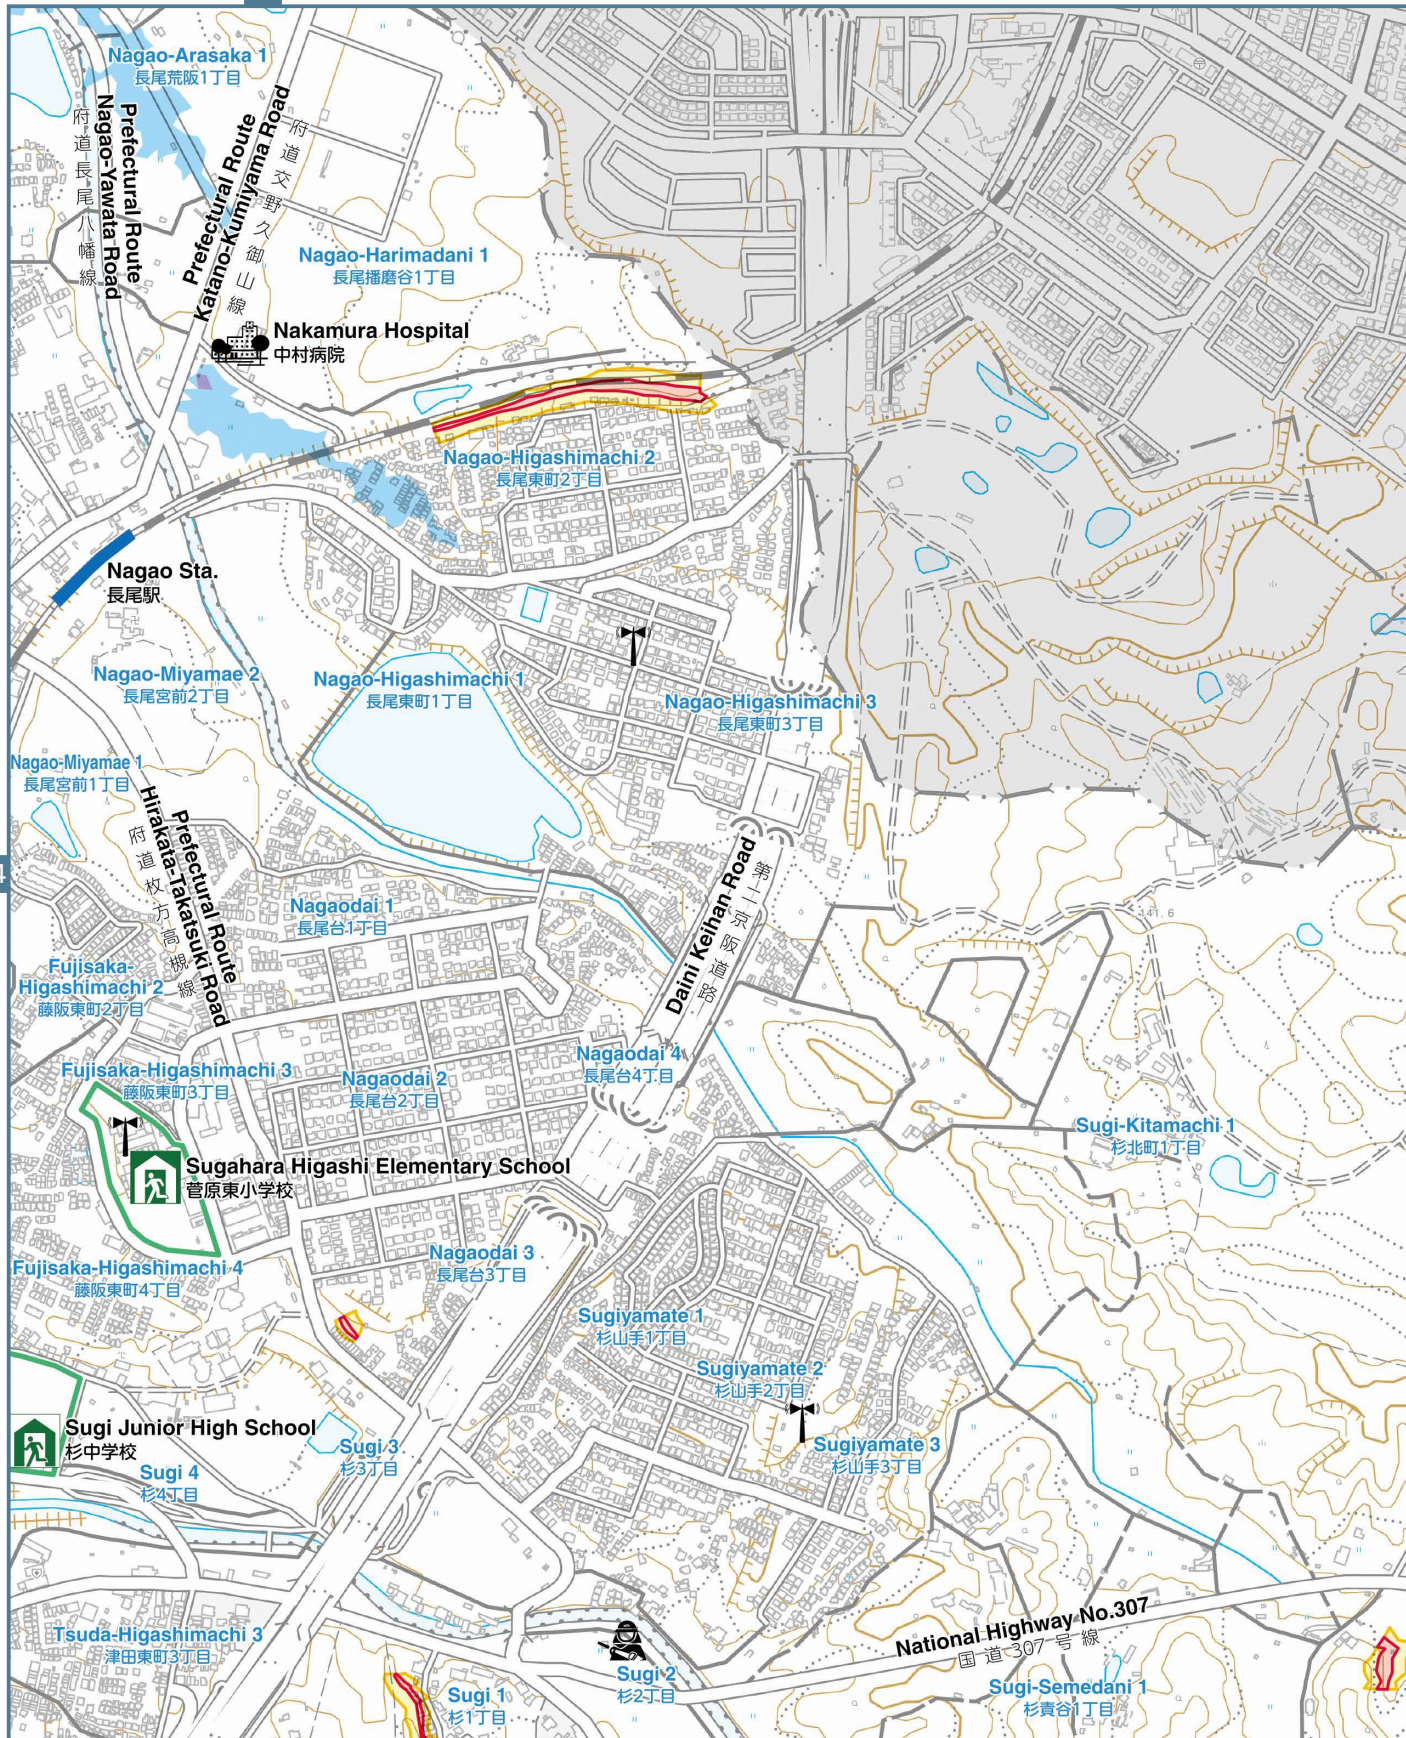 Nagao-Arasaka 1
長尾荒阪1丁目
Prefectural Route
Nagao-Yawata Road
府道長尾八幡線
Prefectural Route
Katano-Kumiyama Road
府道交野久御山線
Nagao-Harimadani 1
長尾播磨谷1丁目
Nakamura Hospital
中村病院
Nagao-Higashimachi 2
長尾東町2丁目
Nagao Sta.
長尾駅
Nagao-Miyamae 2
長尾宮前2丁目
Nagao-Higashimachi 1
長尾東町1丁目
Nagao-Higashimachi 3
長尾東町3丁目
Nagao-Miyamae 1
長尾宮前1丁目
Prefectural Route
Hirakata-Takatsuki Road
府道枚方高槻線
4
Daini Keihan Road
第二京阪道路
Nagaodai 1
長尾台1丁目
141.6
Fujisaka-
Higashimachi 2
藤阪東町2丁目
Nagaodai 4
長尾台4丁目
Fujisaka-Higashimachi 3
藤阪東町3丁目
Nagaodai 2
長尾台2丁目
Sugi-Kitamachi 1
杉北町1丁目
Sugahara Higashi Elementary School
菅原東小学校
Nagaodai 3
長尾台3丁目
Fujisaka-Higashimachi 4
藤阪東町4丁目
Sugiyamate 1
杉山手1丁目
Sugiyamate 2
杉山手2丁目
Sugi Junior High School
杉中学校
Sugi 3
杉3丁目
Sugiyamate 3
杉山手3丁目
Sugi 4
杉4丁目
National Highway No.307
国道307号線
Tsuda-Higashimachi 3
津田東町3丁目
Sugi 2
杉2丁目
Sugi 1
杉1丁目
Sugi-Semedani 1
杉責谷1丁目